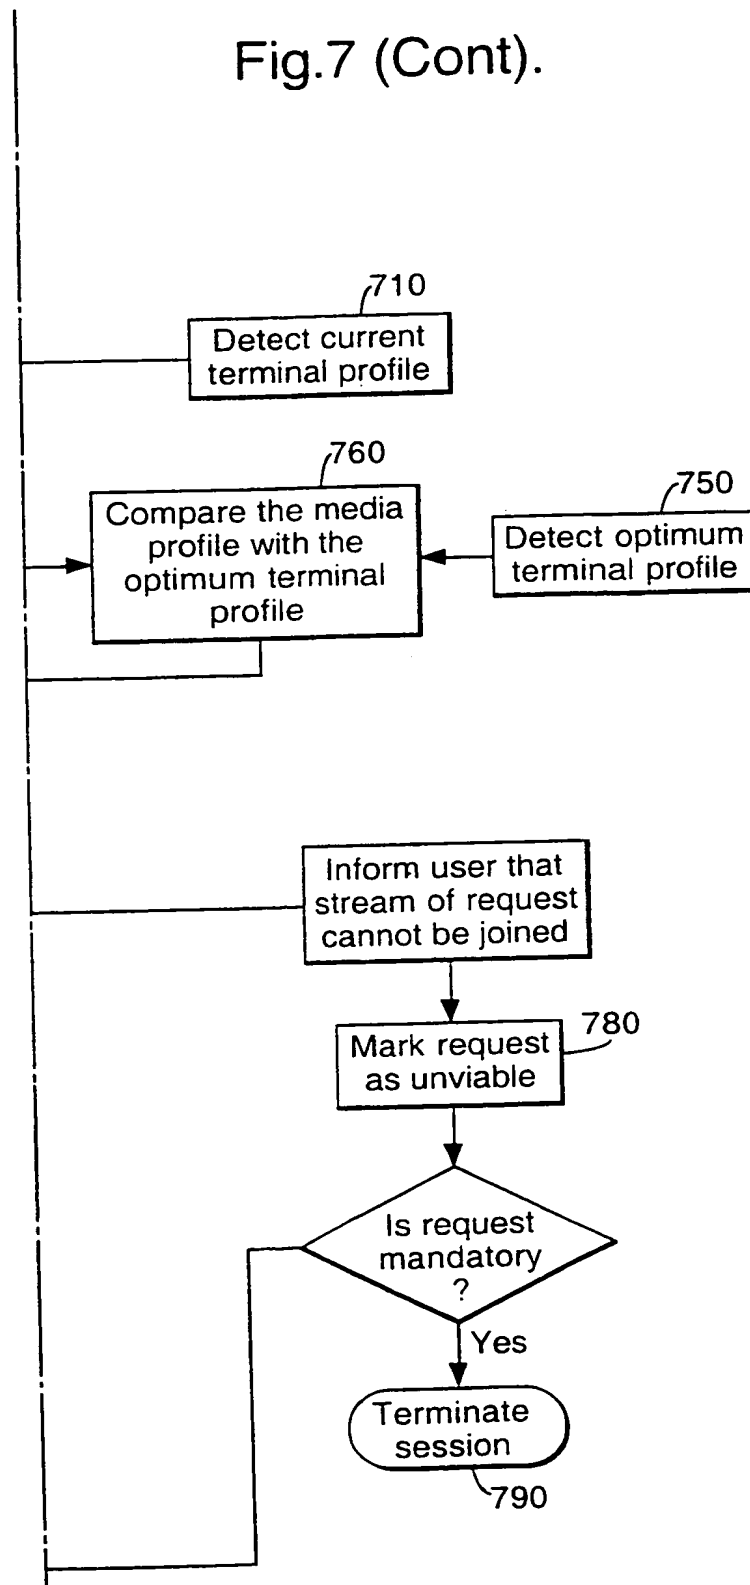 Fig.7 (Cont).
710
Detect current
terminal profile
760
Compare the media
profile with the
optimum terminal
profile
750
Detect optimum
terminal profile
Inform user that
stream of request
cannot be joined
780
Mark request
as unviable
Is request
mandatory
?
Yes
Terminate
session
790